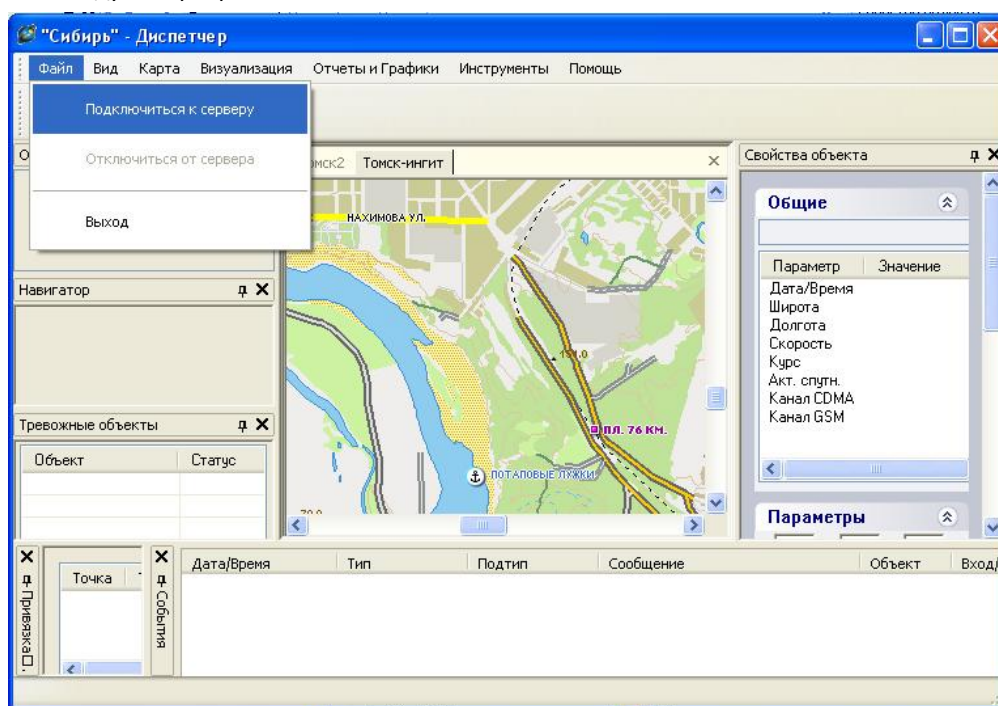 "Сибирь" - Диспетчер
Файл Вид Карта Визуализация Отчеты и Графики Инструменты Помощь
Подключиться к серверу
Отключиться от сервера
Выход
Томск-ингит
НАХИМОВА УЛ.
ПЛ. 76 КМ.
ПОТАПОВЫЕ ЛУЖКИ
Свойства объекта
Общие
Параметр Значение
Дата/Время
Широта
Долгота
Скорость
Курс
Акт. спутн.
Канал CDMA
Канал GSM
Параметры
Навигатор
Тревожные объекты
Объект Статус
Привязка П.
Точка
События
Дата/Время Тип Подтип Сообщение Объект Вход/